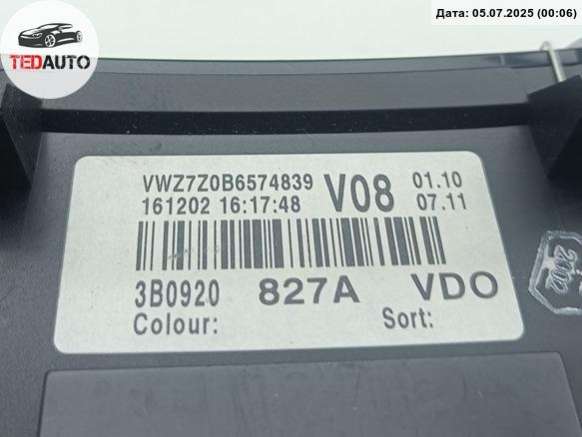 Дата: 05.07.2025 (00:06)
TEDAUTO
VWZ7Z0B6574839
161202 16:17:48
V08
01.10
07.11
3B0920 827A VDO
Colour: Sort: